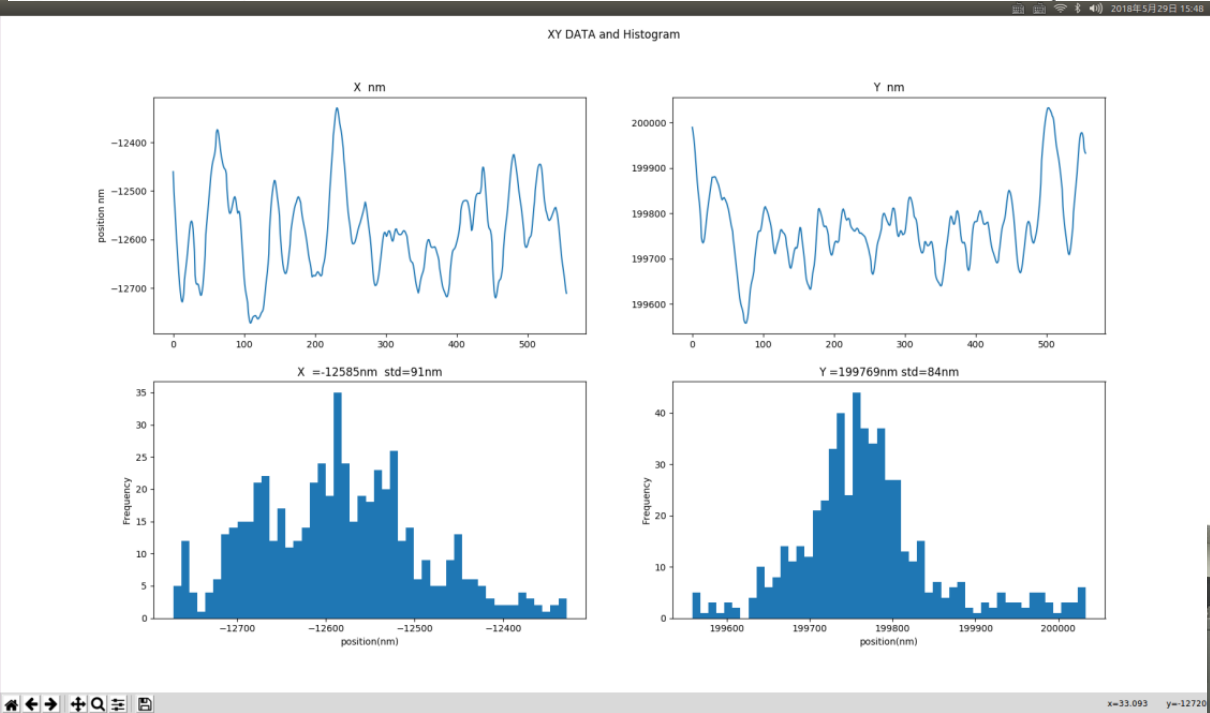 2018年5月29日 15:48
XY DATA and Histogram
X nm
position nm
−12400
−12500
−12600
−12700
0 100 200 300 400 500
Y nm
200000
199900
199800
199700
199600
0 100 200 300 400 500
X =-12585nm std=91nm
Frequency
35
30
25
20
15
10
5
0
−12700 −12600 −12500 −12400
position(nm)
Y =199769nm std=84nm
Frequency
40
30
20
10
0
199600 199700 199800 199900 200000
position(nm)
x=33.093 y=-12720